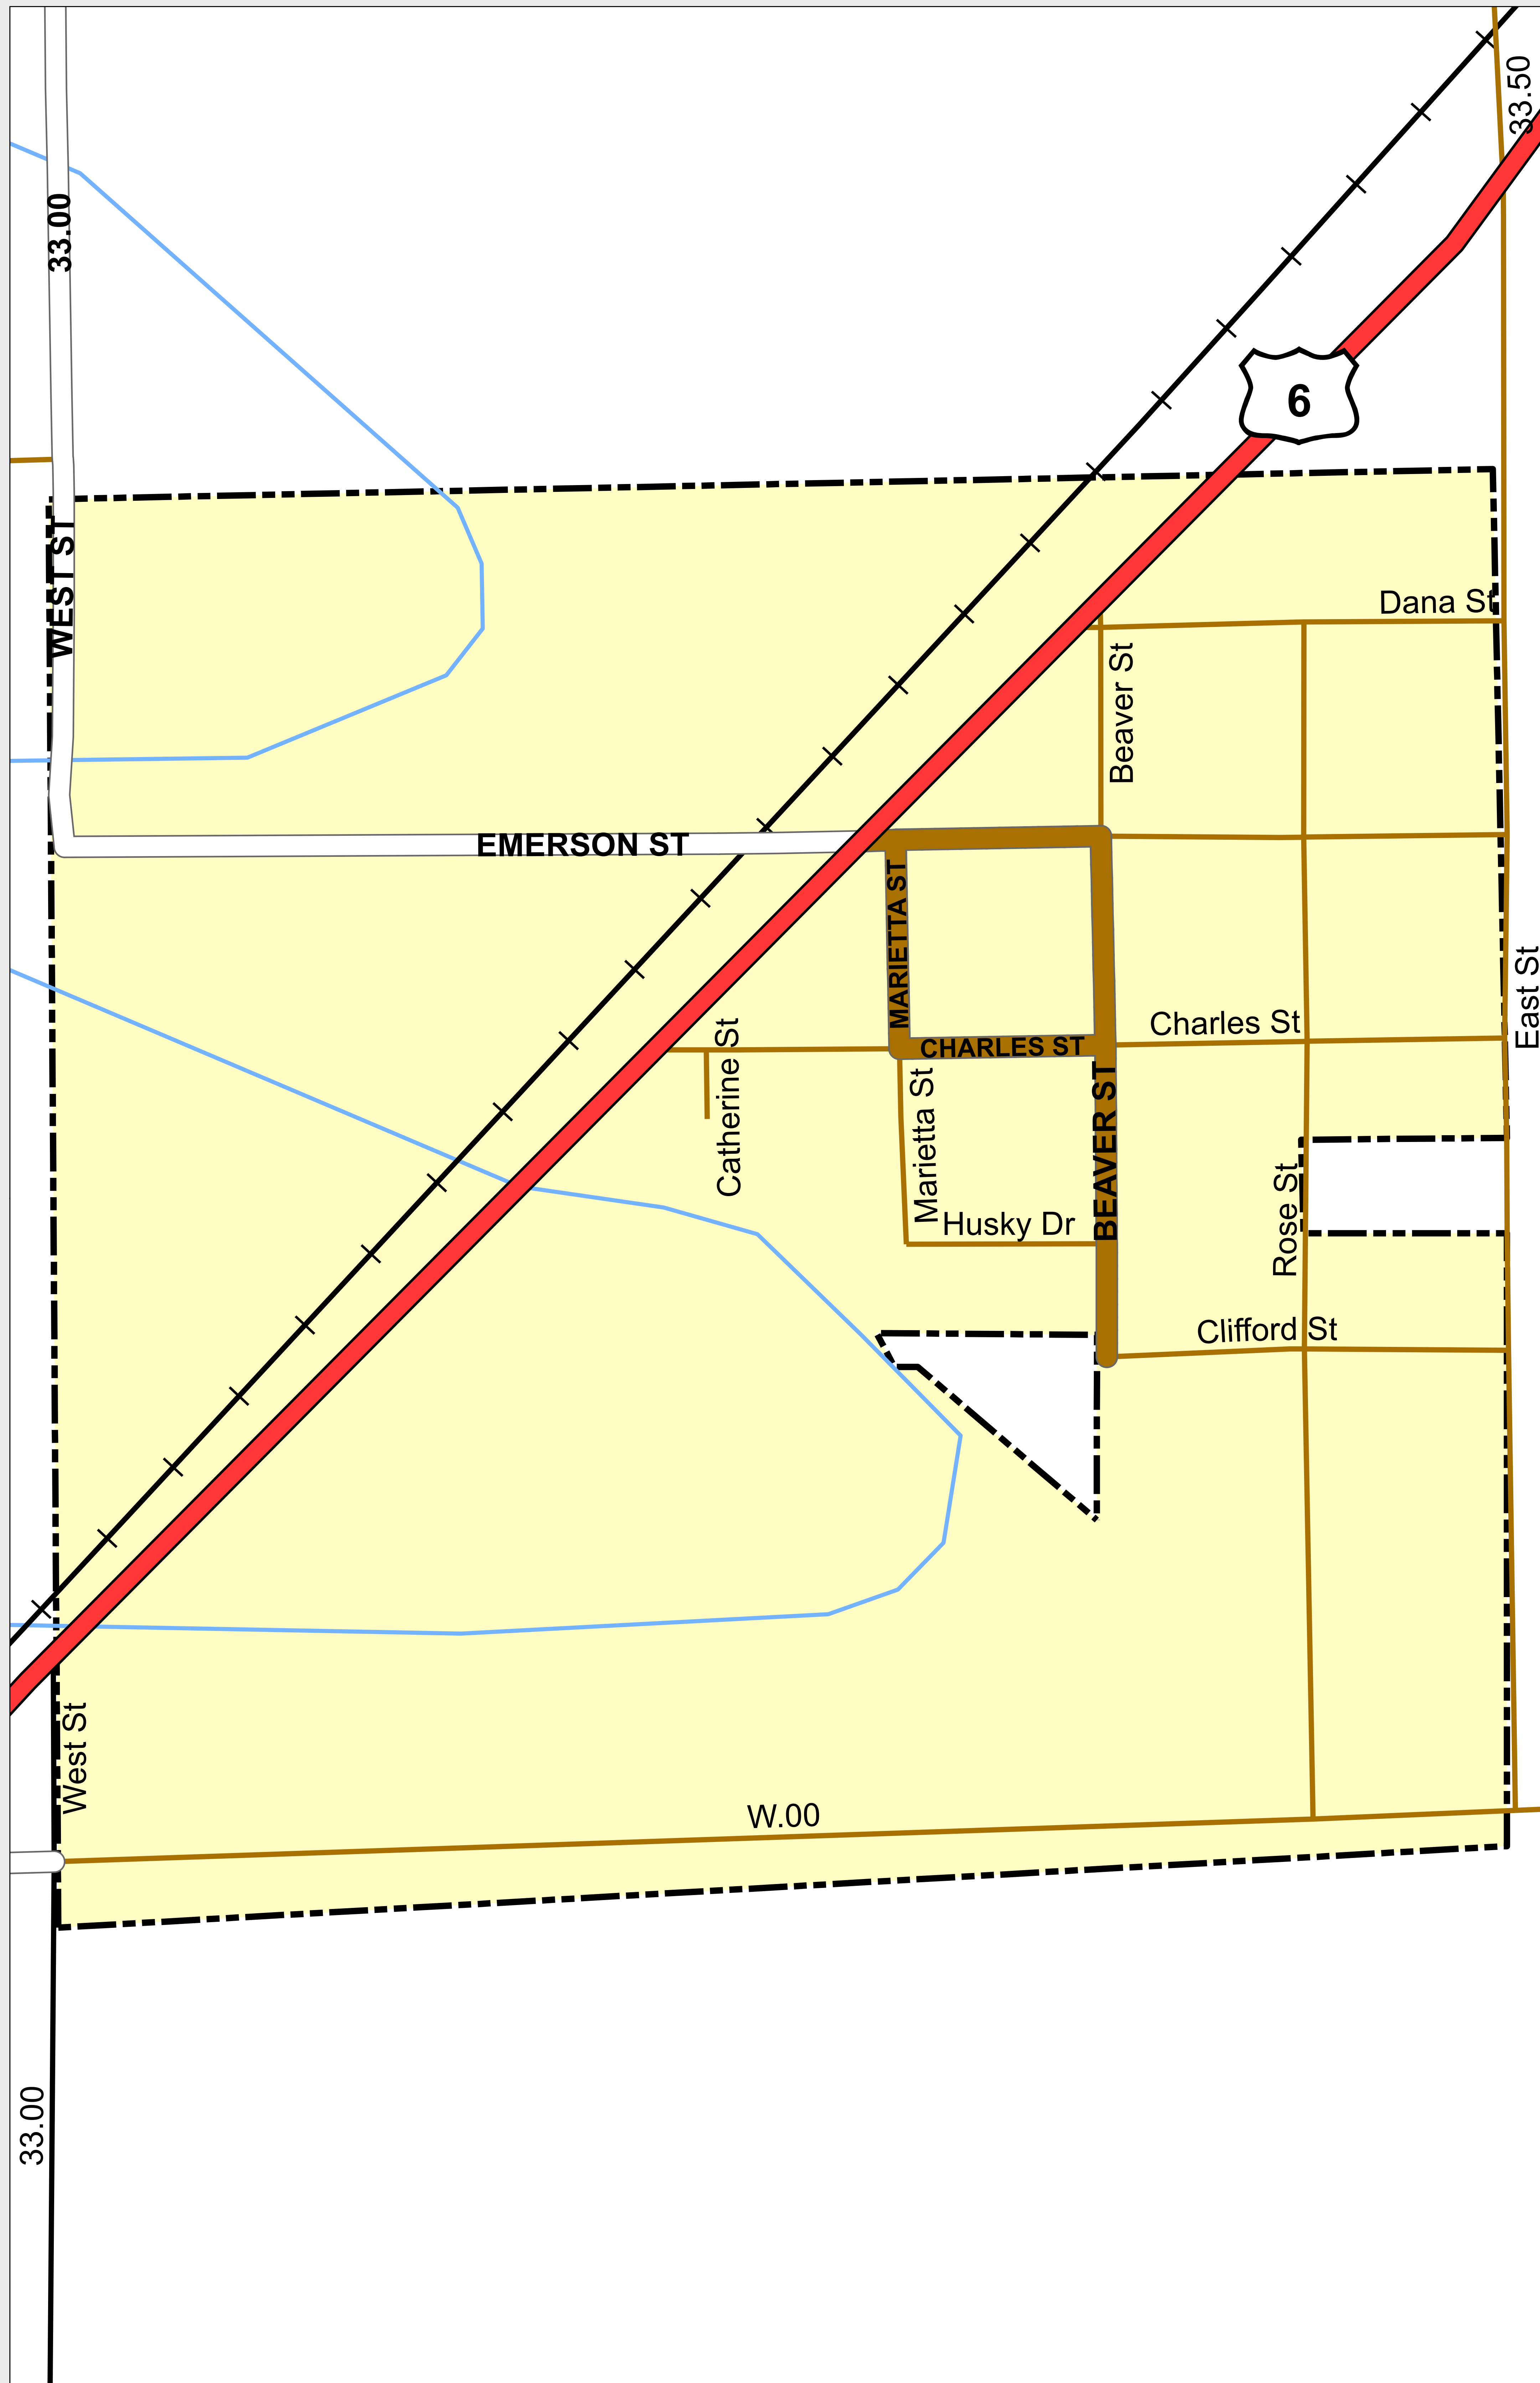 33.50
33.00
6
WEST ST
Dana St
Beaver St
EMERSON ST
MARIETTA ST
East St
Charles St
CHARLES ST
Catherine St
Marietta St
BEAVER ST
Husky Dr
Rose St
Clifford St
West St
W.00
33.00